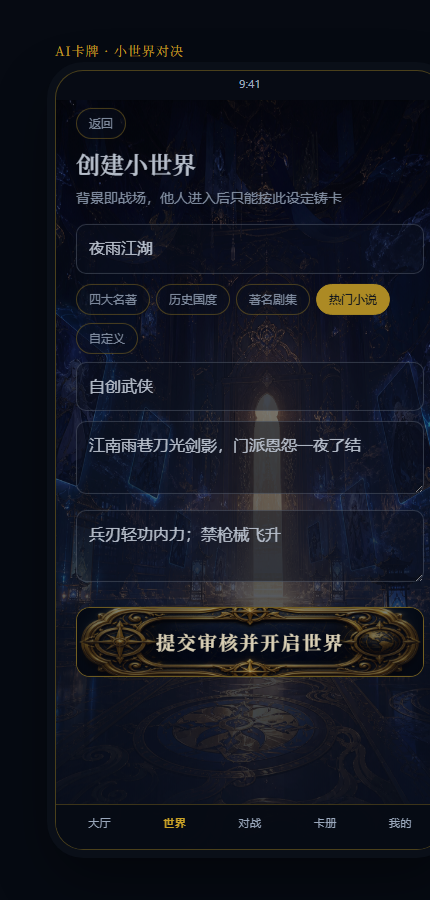 AI卡牌 · 小世界对决
9:41
返回
创建小世界
背景即战场，他人进入后只能按此设定铸卡
夜雨江湖
四大名著 历史国度 著名剧集 热门小说
自定义
自创武侠
江南雨巷刀光剑影，门派恩怨一夜了结
兵刃轻功内力；禁枪械飞升
提交审核并开启世界
大厅 世界 对战 卡册 我的